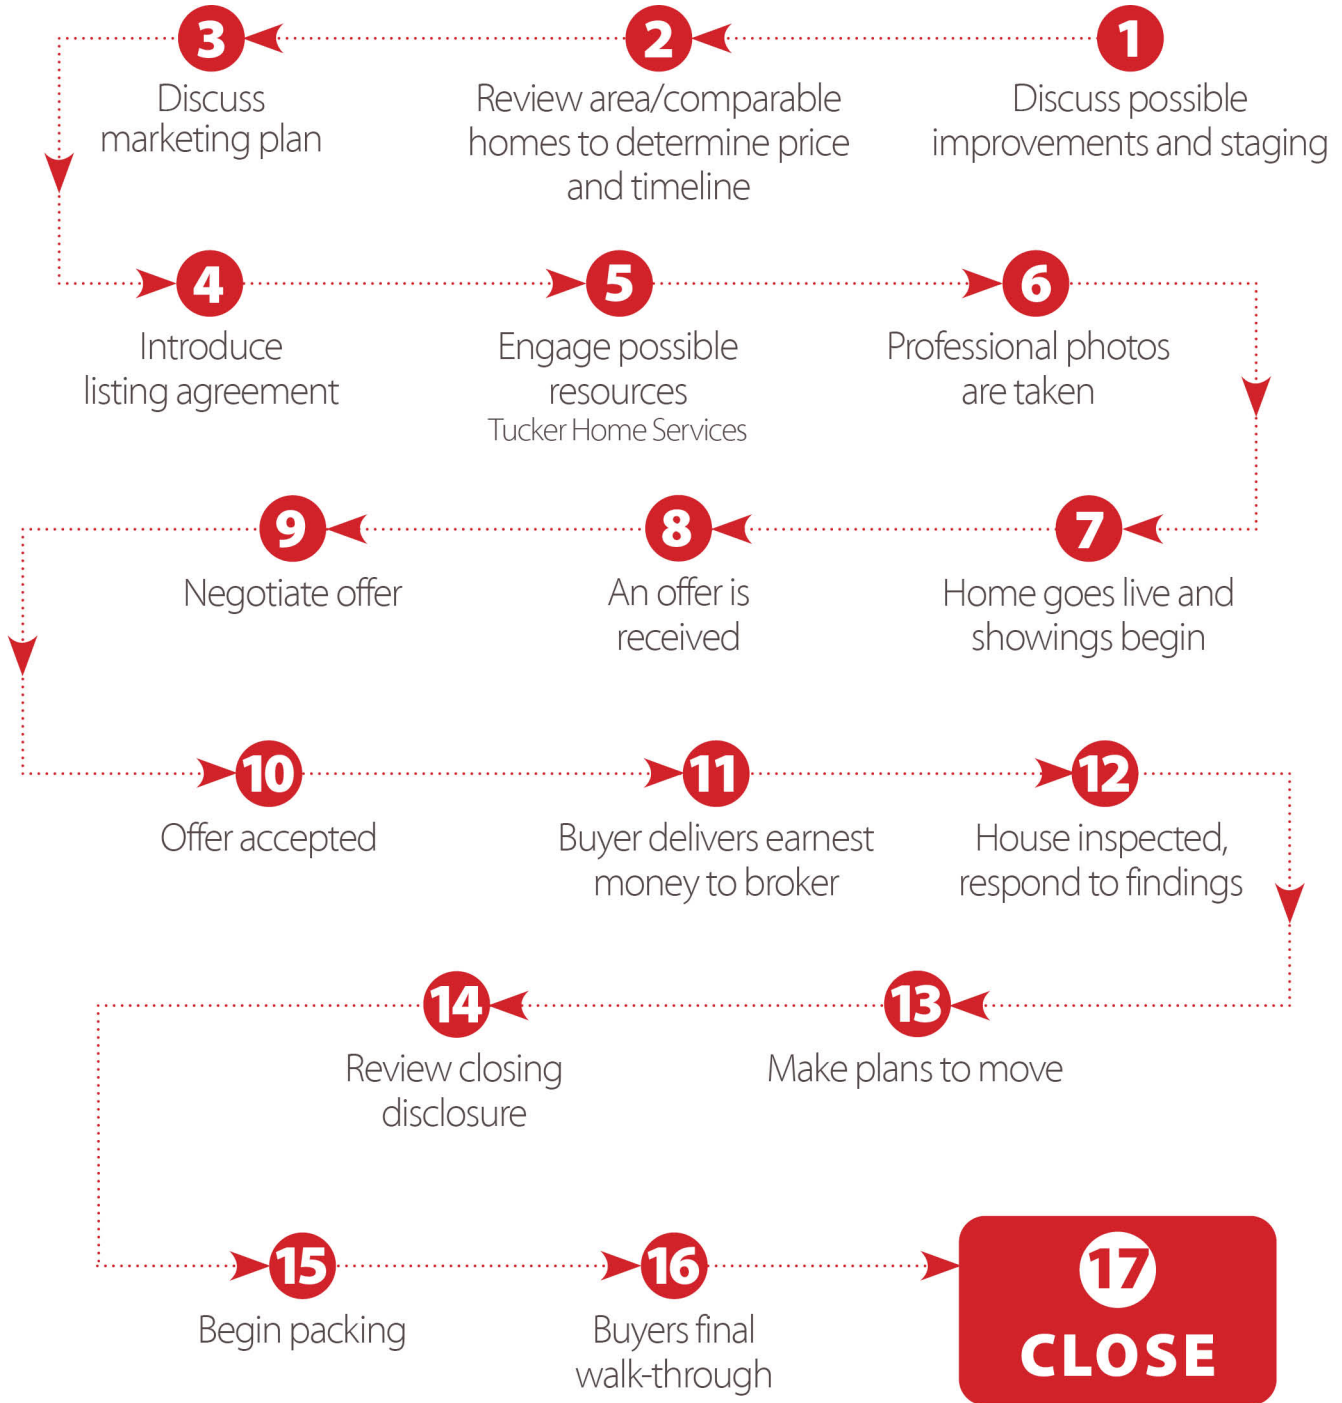 1
Discuss possible
improvements and staging
2
Review area/comparable
homes to determine price
and timeline
3
Discuss
marketing plan
4
Introduce
listing agreement
5
Engage possible
resources
Tucker Home Services
6
Professional photos
are taken
7
Home goes live and
showings begin
8
An offer is
received
9
Negotiate offer
10
Offer accepted
11
Buyer delivers earnest
money to broker
12
House inspected,
respond to findings
13
Make plans to move
14
Review closing
disclosure
15
Begin packing
16
Buyers final
walk-through
17
CLOSE